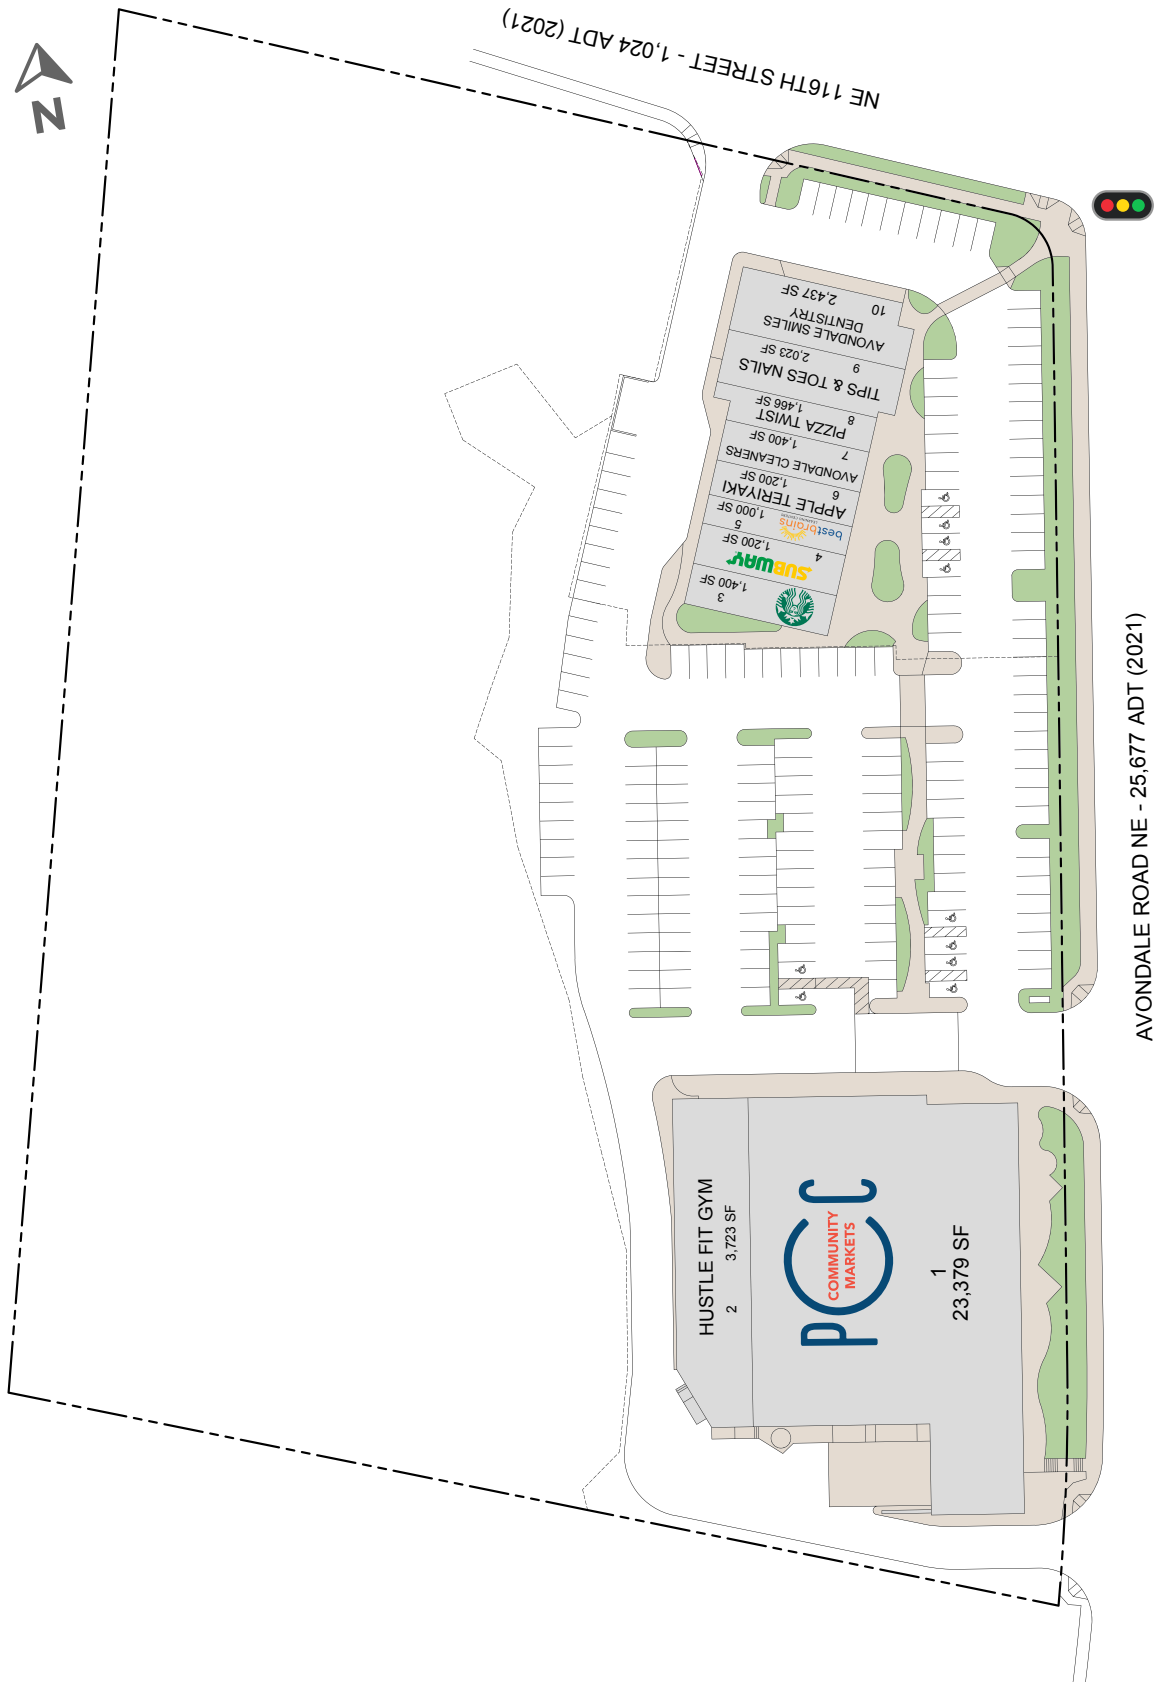 N
NE 116TH STREET - 1,024 ADT (2021)
AVONDALE ROAD NE - 25,677 ADT (2021)
10
2,437 SF
AVONDALE SMILES
DENTISTRY
9
2,023 SF
TIPS & TOES NAILS
8
1,466 SF
PIZZA TWIST
7
1,400 SF
AVONDALE CLEANERS
6
1,200 SF
APPLE TERIYAKI
5
1,000 SF
bestbrains
LEARNING CENTERS
4
1,200 SF
SUBWAY
3
1,400 SF
HUSTLE FIT GYM
2 3,723 SF
PCC
COMMUNITY
MARKETS
1
23,379 SF